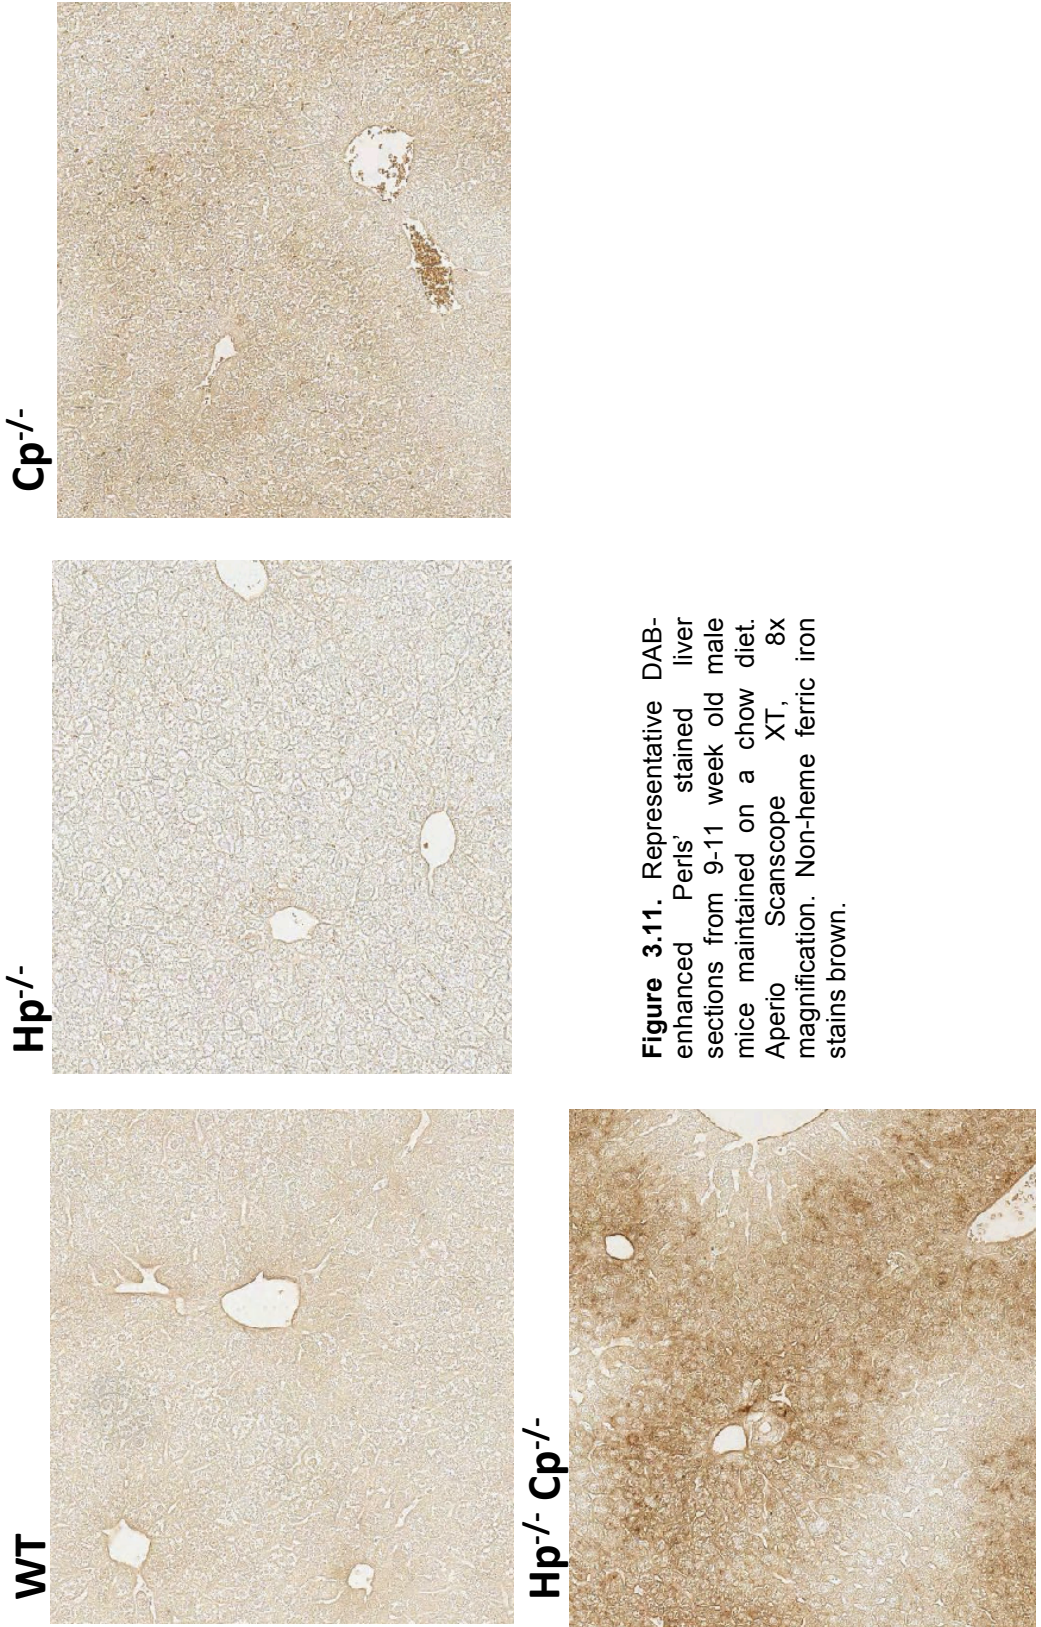 WT
Hp-/-
Cp-/-
Hp-/- Cp-/-
Figure 3.11. Representative DAB-
enhanced Perls’ stained liver
sections from 9-11 week old male
mice maintained on a chow diet.
Aperio Scanscope XT, 8x
magnification. Non-heme ferric iron
stains brown.